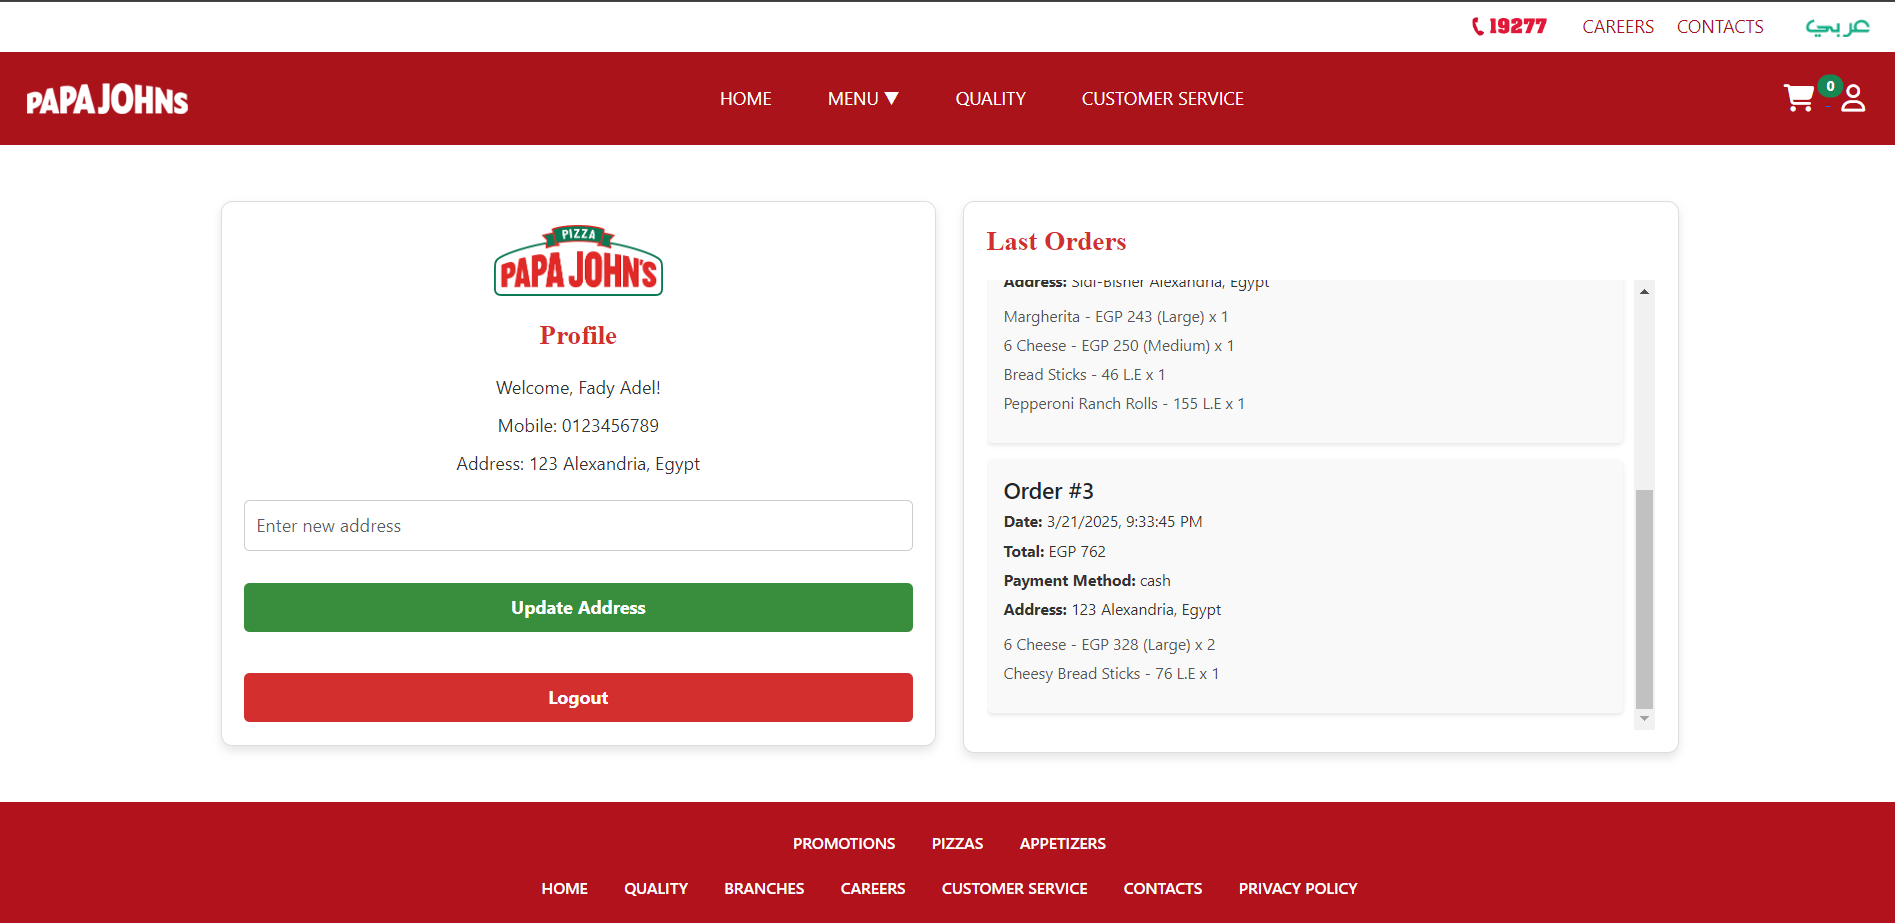 19277 CAREERS CONTACTS عربي
PAPA JOHNS HOME MENU ▼ QUALITY CUSTOMER SERVICE 0
PIZZA
PAPA JOHN'S
Profile
Welcome, Fady Adel!
Mobile: 0123456789
Address: 123 Alexandria, Egypt
Enter new address
Update Address
Logout
Last Orders
Address: Sidi-Bisher Alexandria, Egypt
Margherita - EGP 243 (Large) x 1
6 Cheese - EGP 250 (Medium) x 1
Bread Sticks - 46 L.E x 1
Pepperoni Ranch Rolls - 155 L.E x 1
Order #3
Date: 3/21/2025, 9:33:45 PM
Total: EGP 762
Payment Method: cash
Address: 123 Alexandria, Egypt
6 Cheese - EGP 328 (Large) x 2
Cheesy Bread Sticks - 76 L.E x 1
PROMOTIONS PIZZAS APPETIZERS
HOME QUALITY BRANCHES CAREERS CUSTOMER SERVICE CONTACTS PRIVACY POLICY